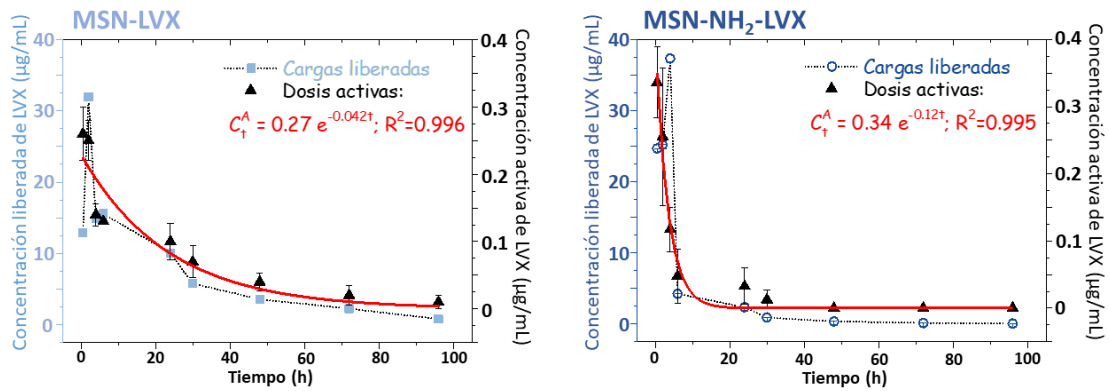 MSN-LVX
Concentración liberada de LVX (µg/mL)
40
30
20
10
0
Cargas liberadas
Dosis activas:
C_t^A = 0.27 e^-0.042t; R²=0.996
0.4
0.3
0.2
0.1
0
Concentración activa de LVX (µg/mL)
0 20 40 60 80 100
Tiempo (h)
MSN-NH₂-LVX
Concentración liberada de LVX (µg/mL)
40
30
20
10
0
Cargas liberadas
Dosis activas:
C_t^A = 0.34 e^-0.12t; R²=0.995
0.4
0.3
0.2
0.1
0
Concentración activa de LVX (µg/mL)
0 20 40 60 80 100
Tiempo (h)